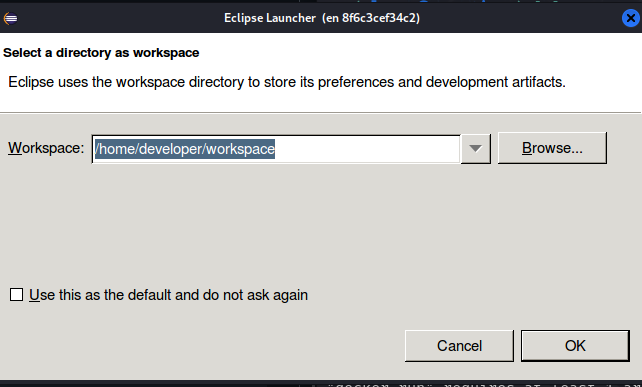 Eclipse Launcher (en 8f6c3cef34c2)
Select a directory as workspace
Eclipse uses the workspace directory to store its preferences and development artifacts.
Workspace: /home/developer/workspace Browse...
Use this as the default and do not ask again
Cancel OK